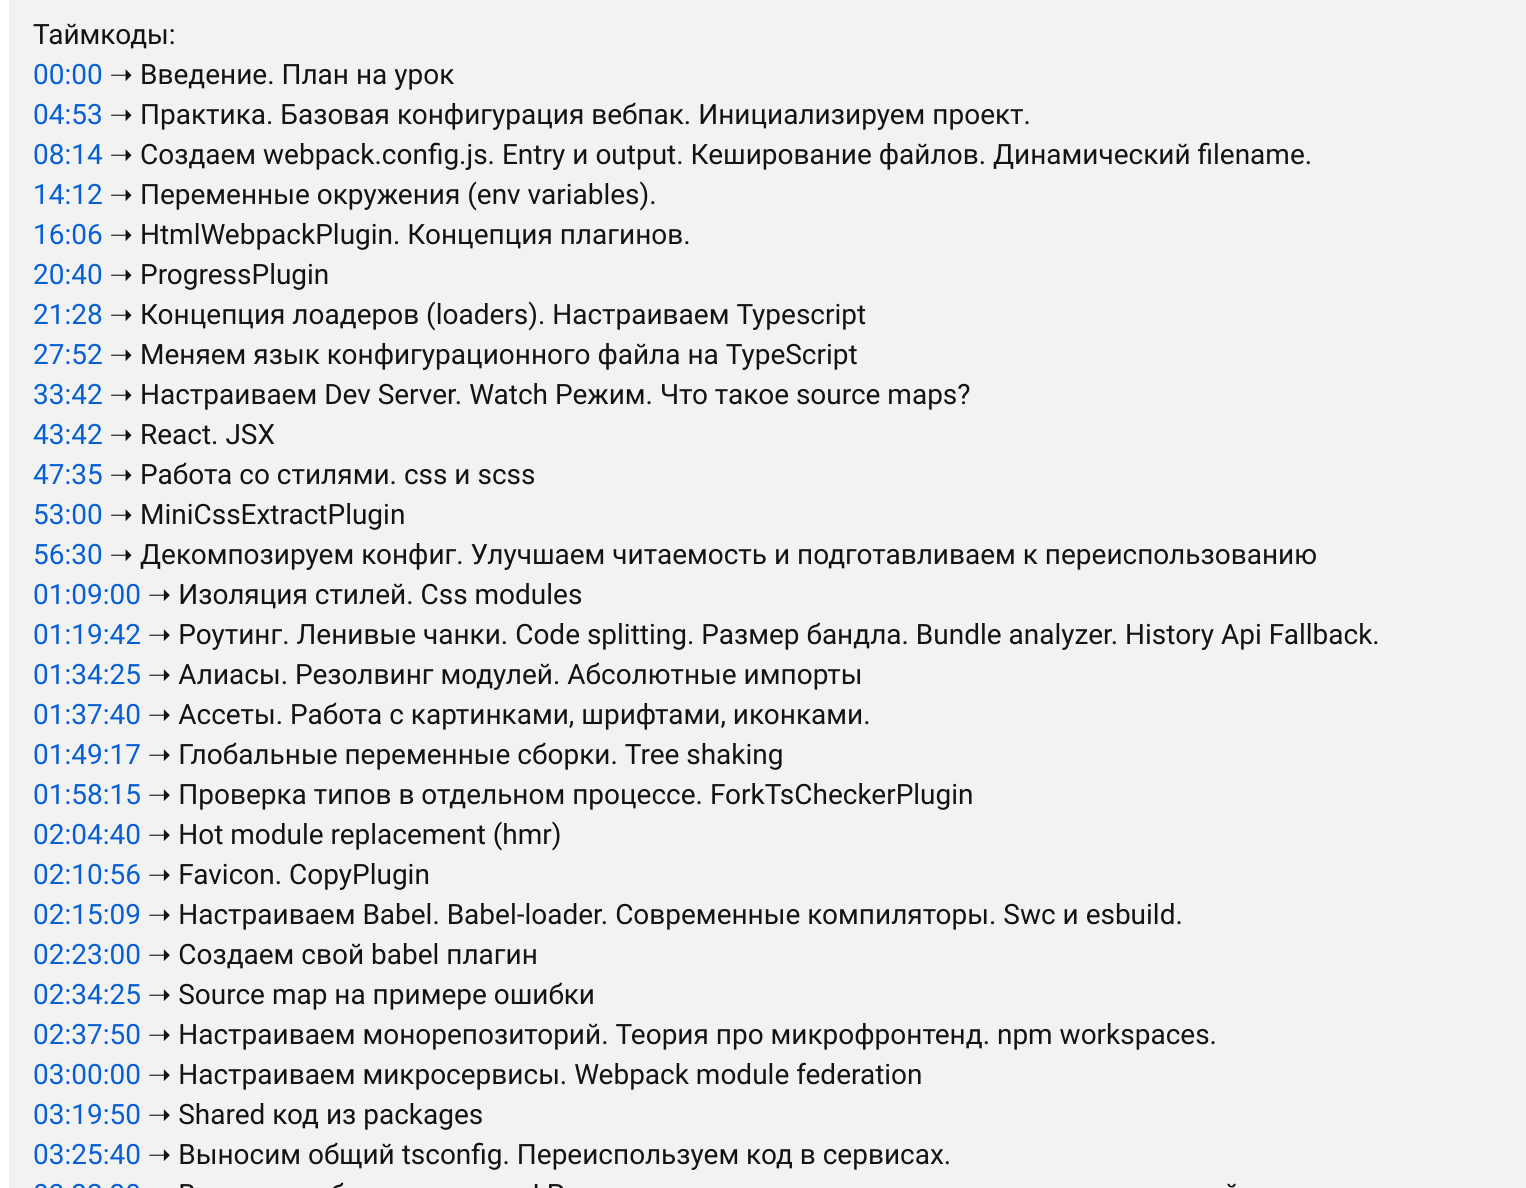 Таймкоды:
00:00 → Введение. План на урок
04:53 → Практика. Базовая конфигурация вебпак. Инициализируем проект.
08:14 → Создаем webpack.config.js. Entry и output. Кеширование файлов. Динамический filename.
14:12 → Переменные окружения (env variables).
16:06 → HtmlWebpackPlugin. Концепция плагинов.
20:40 → ProgressPlugin
21:28 → Концепция лоадеров (loaders). Настраиваем Typescript
27:52 → Меняем язык конфигурационного файла на TypeScript
33:42 → Настраиваем Dev Server. Watch Режим. Что такое source maps?
43:42 → React. JSX
47:35 → Работа со стилями. css и scss
53:00 → MiniCssExtractPlugin
56:30 → Декомпозируем конфиг. Улучшаем читаемость и подготавливаем к переиспользованию
01:09:00 → Изоляция стилей. Css modules
01:19:42 → Роутинг. Ленивые чанки. Code splitting. Размер бандла. Bundle analyzer. History Api Fallback.
01:34:25 → Алиасы. Резолвинг модулей. Абсолютные импорты
01:37:40 → Ассеты. Работа с картинками, шрифтами, иконками.
01:49:17 → Глобальные переменные сборки. Tree shaking
01:58:15 → Проверка типов в отдельном процессе. ForkTsCheckerPlugin
02:04:40 → Hot module replacement (hmr)
02:10:56 → Favicon. CopyPlugin
02:15:09 → Настраиваем Babel. Babel-loader. Современные компиляторы. Swc и esbuild.
02:23:00 → Создаем свой babel плагин
02:34:25 → Source map на примере ошибки
02:37:50 → Настраиваем монорепозиторий. Теория про микрофронтенд. npm workspaces.
03:00:00 → Настраиваем микросервисы. Webpack module federation
03:19:50 → Shared код из packages
03:25:40 → Выносим общий tsconfig. Переиспользуем код в сервисах.